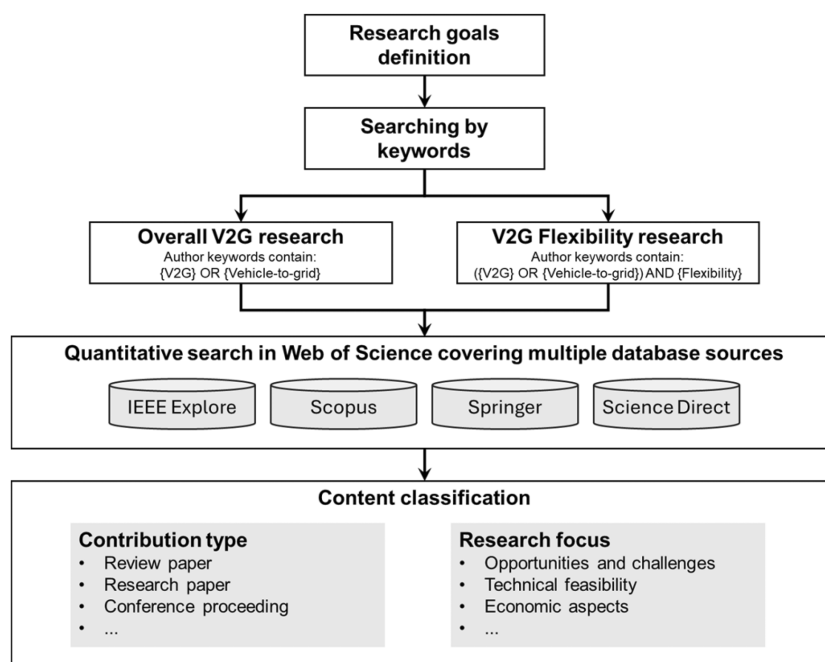 Research goals
definition
Searching by
keywords
Overall V2G research
Author keywords contain:
{V2G} OR {Vehicle-to-grid}
V2G Flexibility research
Author keywords contain:
({V2G} OR {Vehicle-to-grid}) AND {Flexibility}
Quantitative search in Web of Science covering multiple database sources
IEEE Explore
Scopus
Springer
Science Direct
Content classification
Contribution type
• Review paper
• Research paper
• Conference proceeding
• ...
Research focus
• Opportunities and challenges
• Technical feasibility
• Economic aspects
• ...